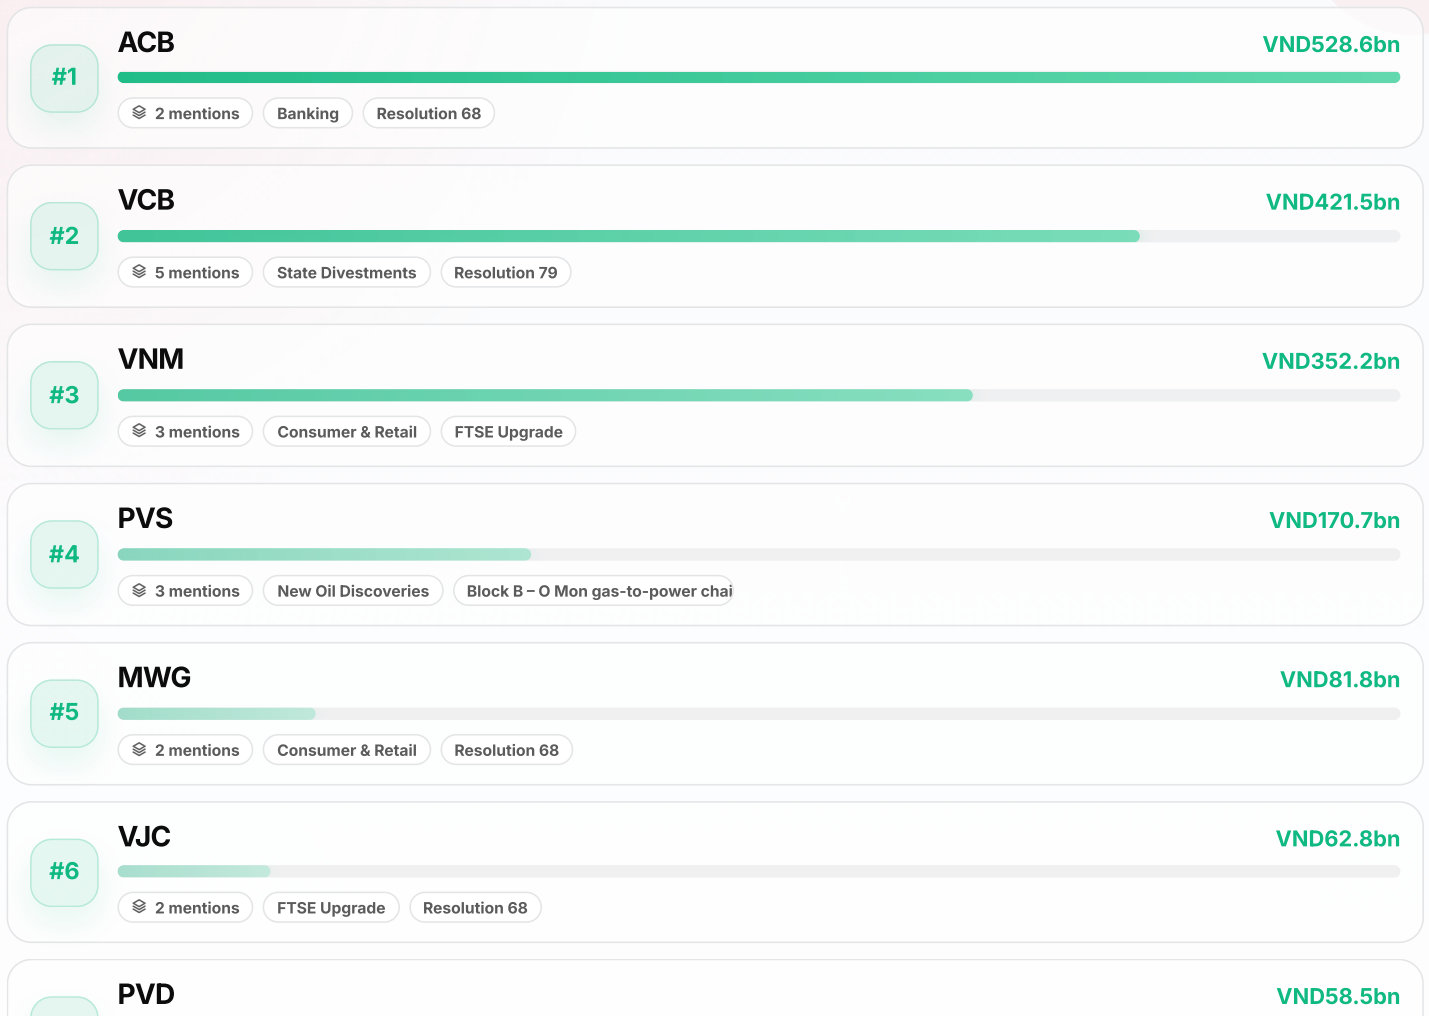 ACB
VND528.6bn
#1
2 mentions
Banking
Resolution 68
VCB
VND421.5bn
#2
5 mentions
State Divestments
Resolution 79
VNM
VND352.2bn
#3
3 mentions
Consumer & Retail
FTSE Upgrade
PVS
VND170.7bn
#4
3 mentions
New Oil Discoveries
Block B – O Mon gas-to-power chai
MWG
VND81.8bn
#5
2 mentions
Consumer & Retail
Resolution 68
VJC
VND62.8bn
#6
2 mentions
FTSE Upgrade
Resolution 68
PVD
VND58.5bn